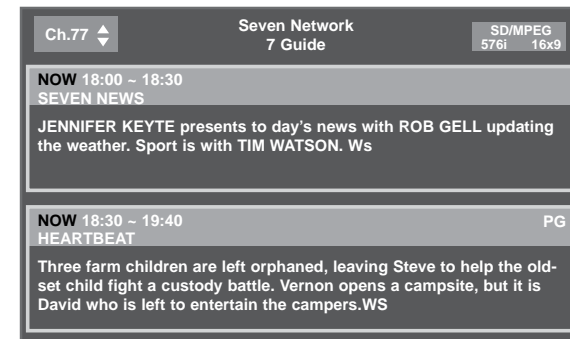 Ch.77
Seven Network
7 Guide
SD/MPEG
576i 16x9
NOW 18:00 ~ 18:30
SEVEN NEWS
JENNIFER KEYTE presents to day's news with ROB GELL updating
the weather. Sport is with TIM WATSON. Ws
NOW 18:30 ~ 19:40 PG
HEARTBEAT
Three farm children are left orphaned, leaving Steve to help the old-
set child fight a custody battle. Vernon opens a campsite, but it is
David who is left to entertain the campers.WS